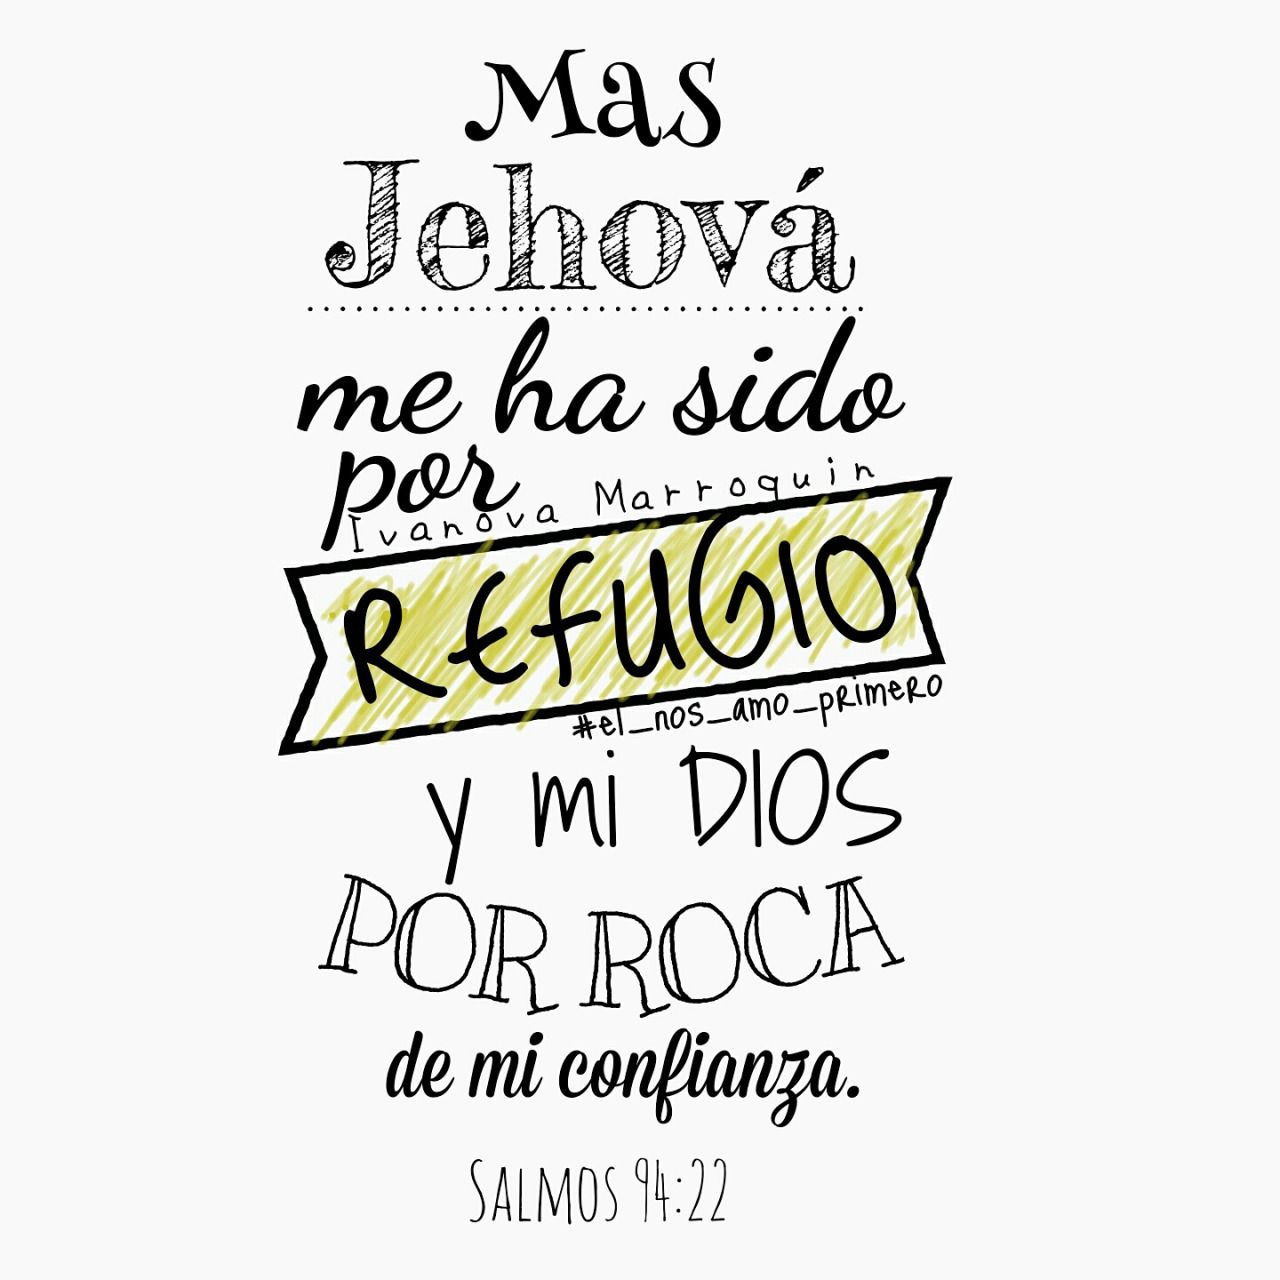 Mas
Jehová
me ha sido
por
Ivanova Marroquin
REFUGIO
#el_nos_amo_primero
y mi DIOS
POR ROCA
de mi confianza.
SALMOS 94:22